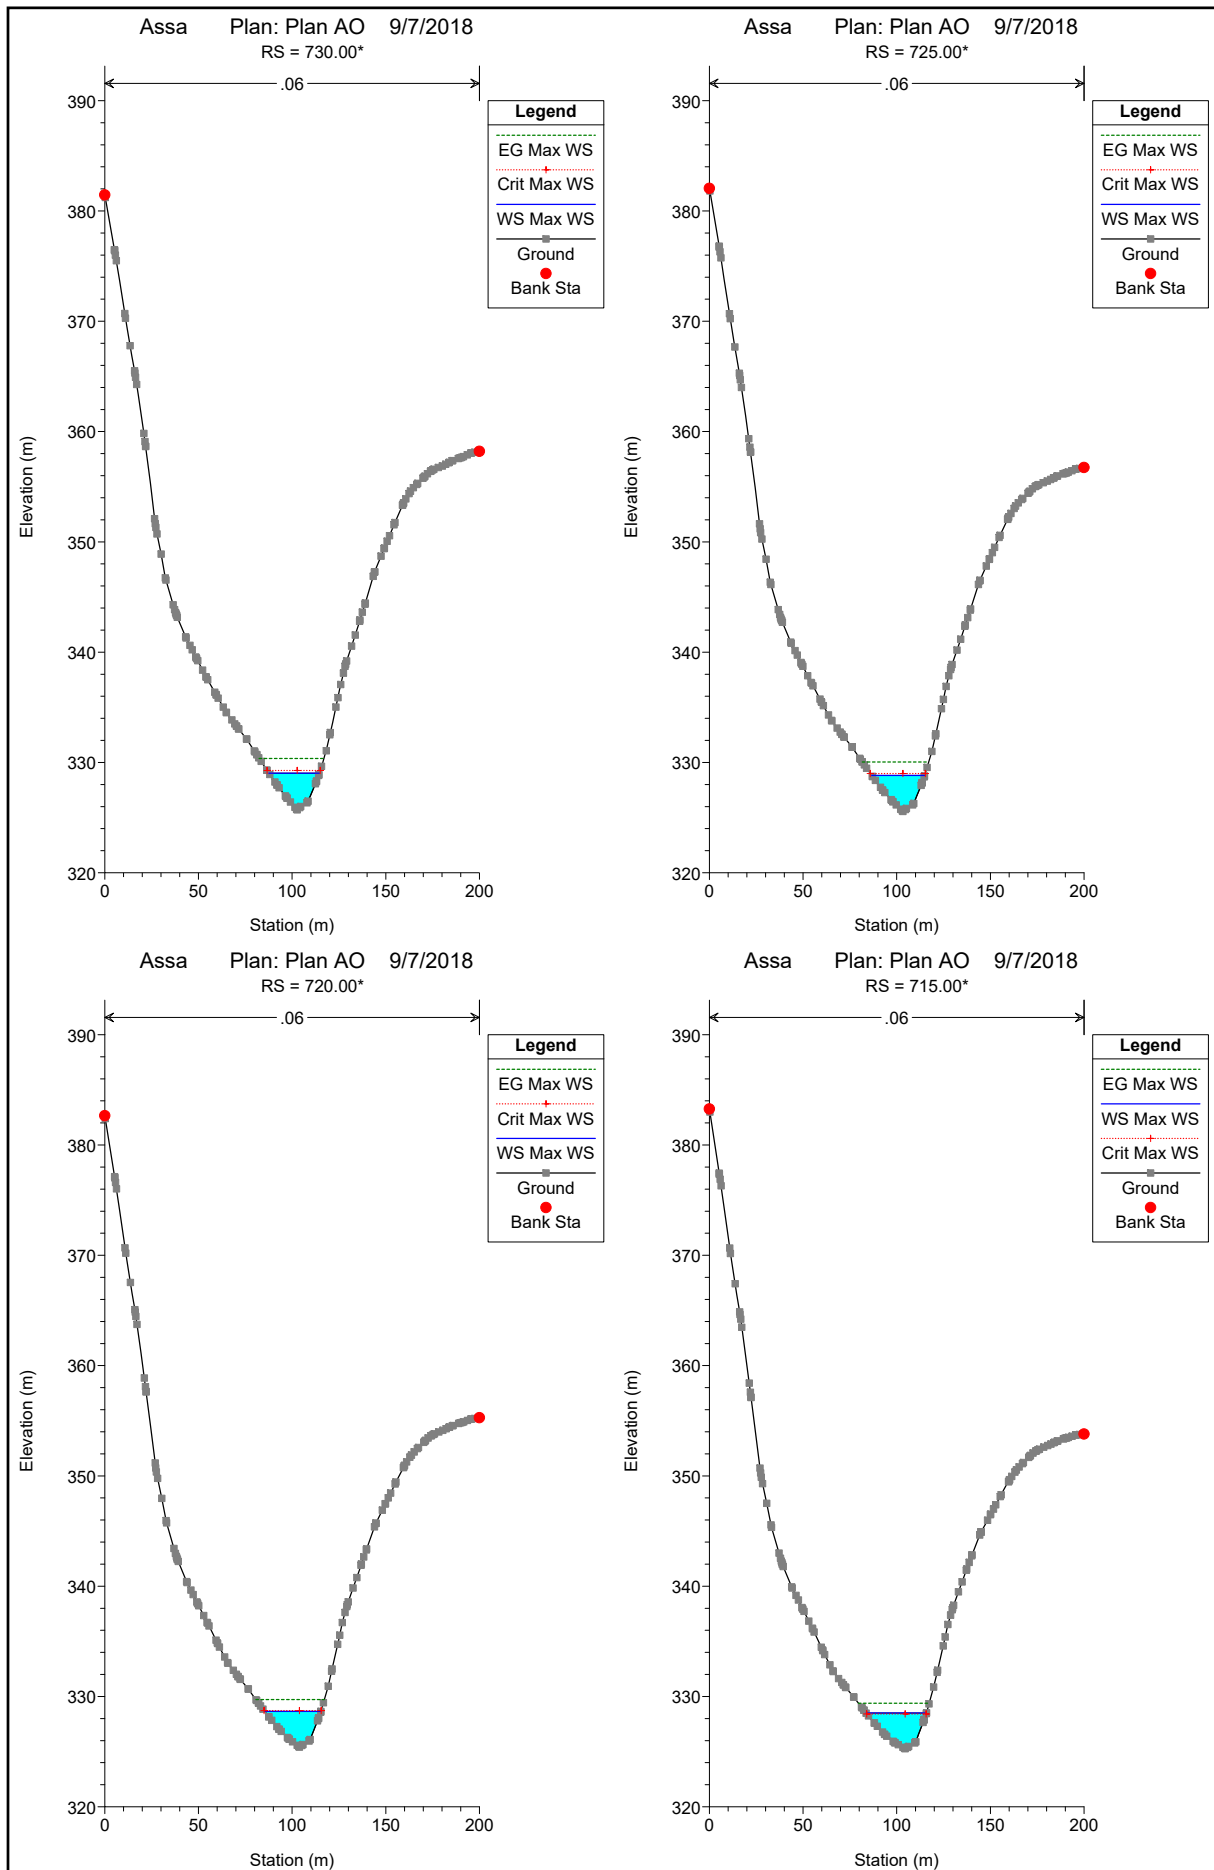 Assa Plan: Plan AO 9/7/2018
RS = 730.00*
.06
Legend
EG Max WS
Crit Max WS
WS Max WS
Ground
Bank Sta
390
380
370
360
350
340
330
320
Elevation (m)
0 50 100 150 200
Station (m)
Assa Plan: Plan AO 9/7/2018
RS = 725.00*
.06
Legend
EG Max WS
Crit Max WS
WS Max WS
Ground
Bank Sta
390
380
370
360
350
340
330
320
Elevation (m)
0 50 100 150 200
Station (m)
Assa Plan: Plan AO 9/7/2018
RS = 720.00*
.06
Legend
EG Max WS
Crit Max WS
WS Max WS
Ground
Bank Sta
390
380
370
360
350
340
330
320
Elevation (m)
0 50 100 150 200
Station (m)
Assa Plan: Plan AO 9/7/2018
RS = 715.00*
.06
Legend
EG Max WS
WS Max WS
Crit Max WS
Ground
Bank Sta
390
380
370
360
350
340
330
320
Elevation (m)
0 50 100 150 200
Station (m)